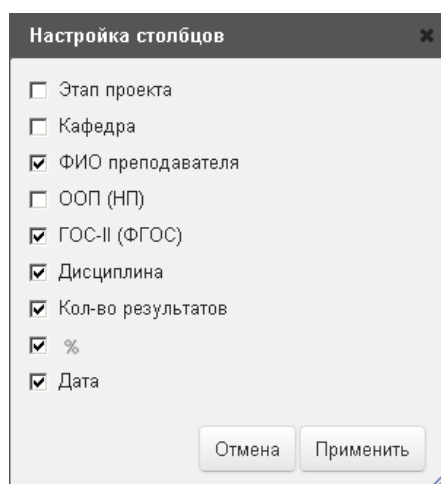 Настройка столбцов
Этап проекта
Кафедра
ФИО преподавателя
ООП (НП)
ГОС-II (ФГОС)
Дисциплина
Кол-во результатов
%
Дата
Отмена Применить